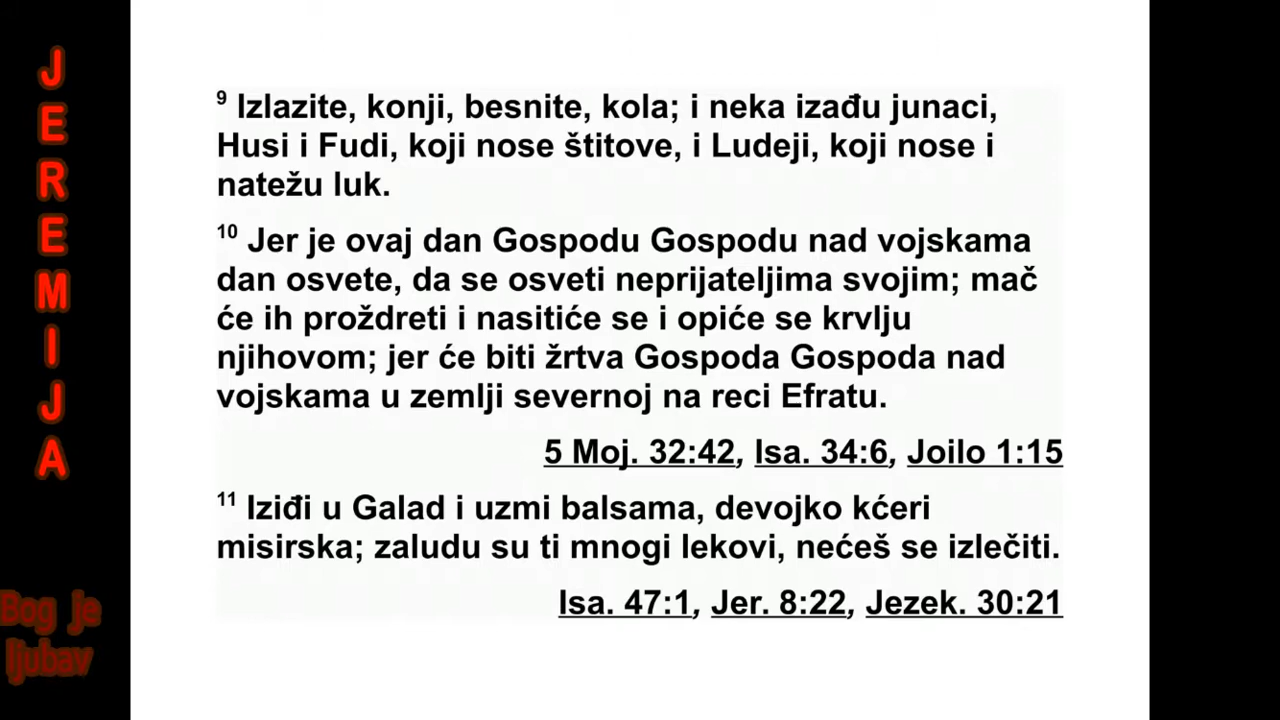 JEREMIJA
Bog je
ljubav
9 Izlazite, konji, besnite, kola; i neka izađu junaci,
Husi i Fudi, koji nose štitove, i Ludeji, koji nose i
natežu luk.
10 Jer je ovaj dan Gospodu Gospodu nad vojskama
dan osvete, da se osveti neprijateljima svojim; mač
će ih proždreti i nasitiće se i opiće se krvlju
njihovom; jer će biti žrtva Gospoda Gospoda nad
vojskama u zemlji severnoj na reci Efratu.
5 Moj. 32:42, Isa. 34:6, Joilo 1:15
11 Iziđi u Galad i uzmi balsama, devojko kćeri
misirska; zaludu su ti mnogi lekovi, nećeš se izlečiti.
Isa. 47:1, Jer. 8:22, Jezek. 30:21